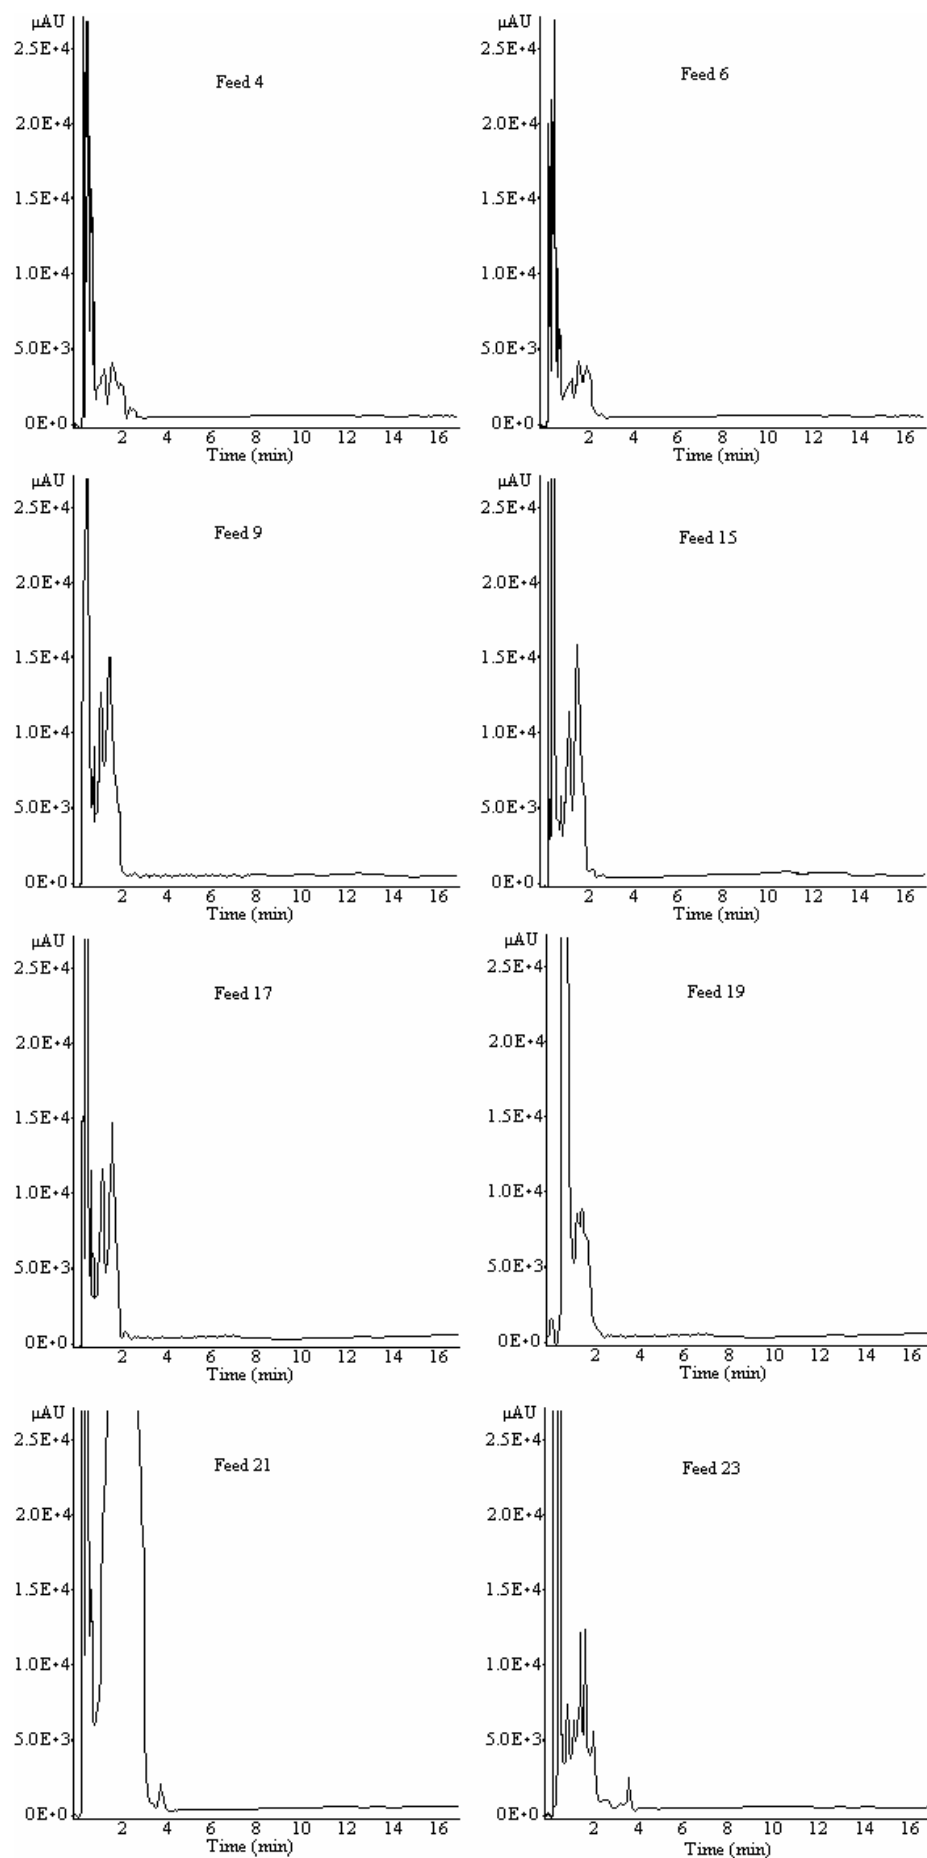 µAU
2.5E+4
Feed 4
2.0E+4
1.5E+4
1.0E+4
5.0E+3
0E+0
2 4 6 8 10 12 14 16
Time (min)
µAU
2.5E+4
Feed 6
2.0E+4
1.5E+4
1.0E+4
5.0E+3
0E+0
2 4 6 8 10 12 14 16
Time (min)
µAU
2.5E+4
Feed 9
2.0E+4
1.5E+4
1.0E+4
5.0E+3
0E+0
2 4 6 8 10 12 14 16
Time (min)
µAU
2.5E+4
Feed 15
2.0E+4
1.5E+4
1.0E+4
5.0E+3
0E+0
2 4 6 8 10 12 14 16
Time (min)
µAU
2.5E+4
Feed 17
2.0E+4
1.5E+4
1.0E+4
5.0E+3
0E+0
2 4 6 8 10 12 14 16
Time (min)
µAU
2.5E+4
Feed 19
2.0E+4
1.5E+4
1.0E+4
5.0E+3
0E+0
2 4 6 8 10 12 14 16
Time (min)
µAU
2.5E+4
Feed 21
2.0E+4
1.5E+4
1.0E+4
5.0E+3
0E+0
2 4 6 8 10 12 14 16
Time (min)
µAU
2.5E+4
Feed 23
2.0E+4
1.5E+4
1.0E+4
5.0E+3
0E+0
2 4 6 8 10 12 14 16
Time (min)